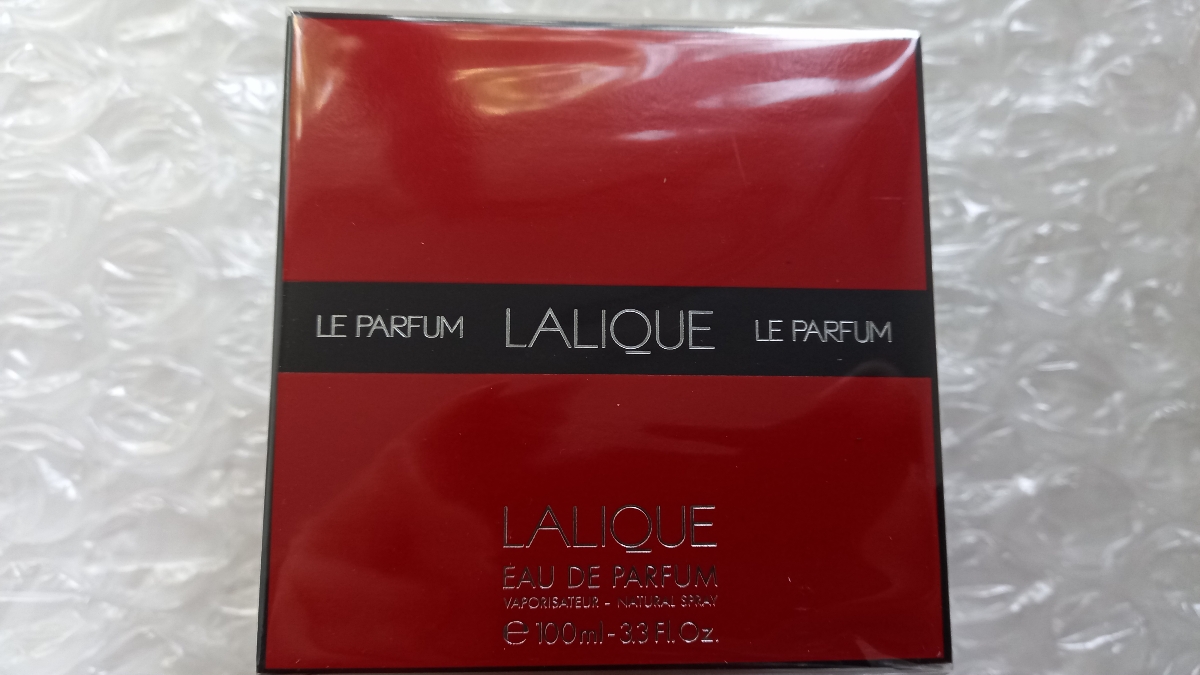 LE PARFUM LALIQUE LE PARFUM
LALIQUE
EAU DE PARFUM
VAPORISATEUR - NATURAL SPRAY
℮ 100ml - 3.3 Fl. Oz.